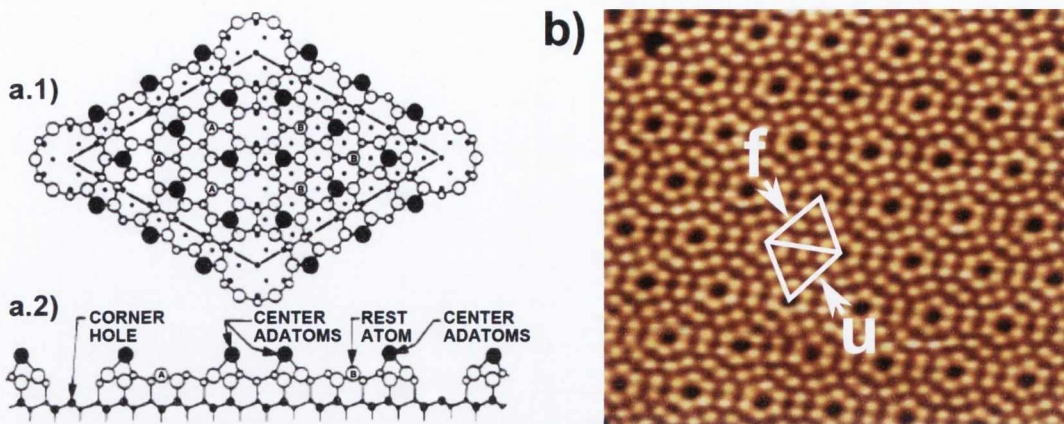 a.1)
A
B
A
B
A
B
a.2)
CORNER HOLE
CENTER ADATOMS
REST ATOM
CENTER ADATOMS
A
B
b)
f
u